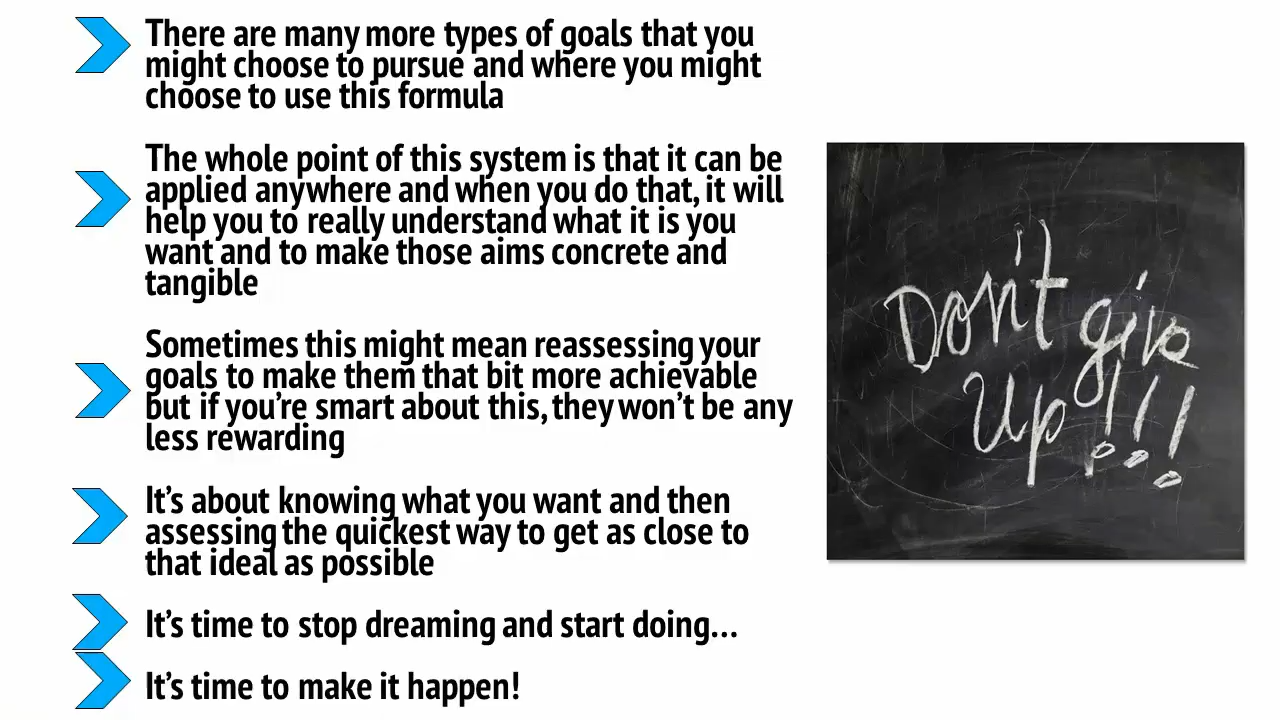 There are many more types of goals that you
might choose to pursue and where you might
choose to use this formula
The whole point of this system is that it can be
applied anywhere and when you do that, it will
help you to really understand what it is you
want and to make those aims concrete and
tangible
Sometimes this might mean reassessing your
goals to make them that bit more achievable
but if you’re smart about this, they won’t be any
less rewarding
It’s about knowing what you want and then
assessing the quickest way to get as close to
that ideal as possible
It’s time to stop dreaming and start doing…
It’s time to make it happen!
Don't give
Up!!!